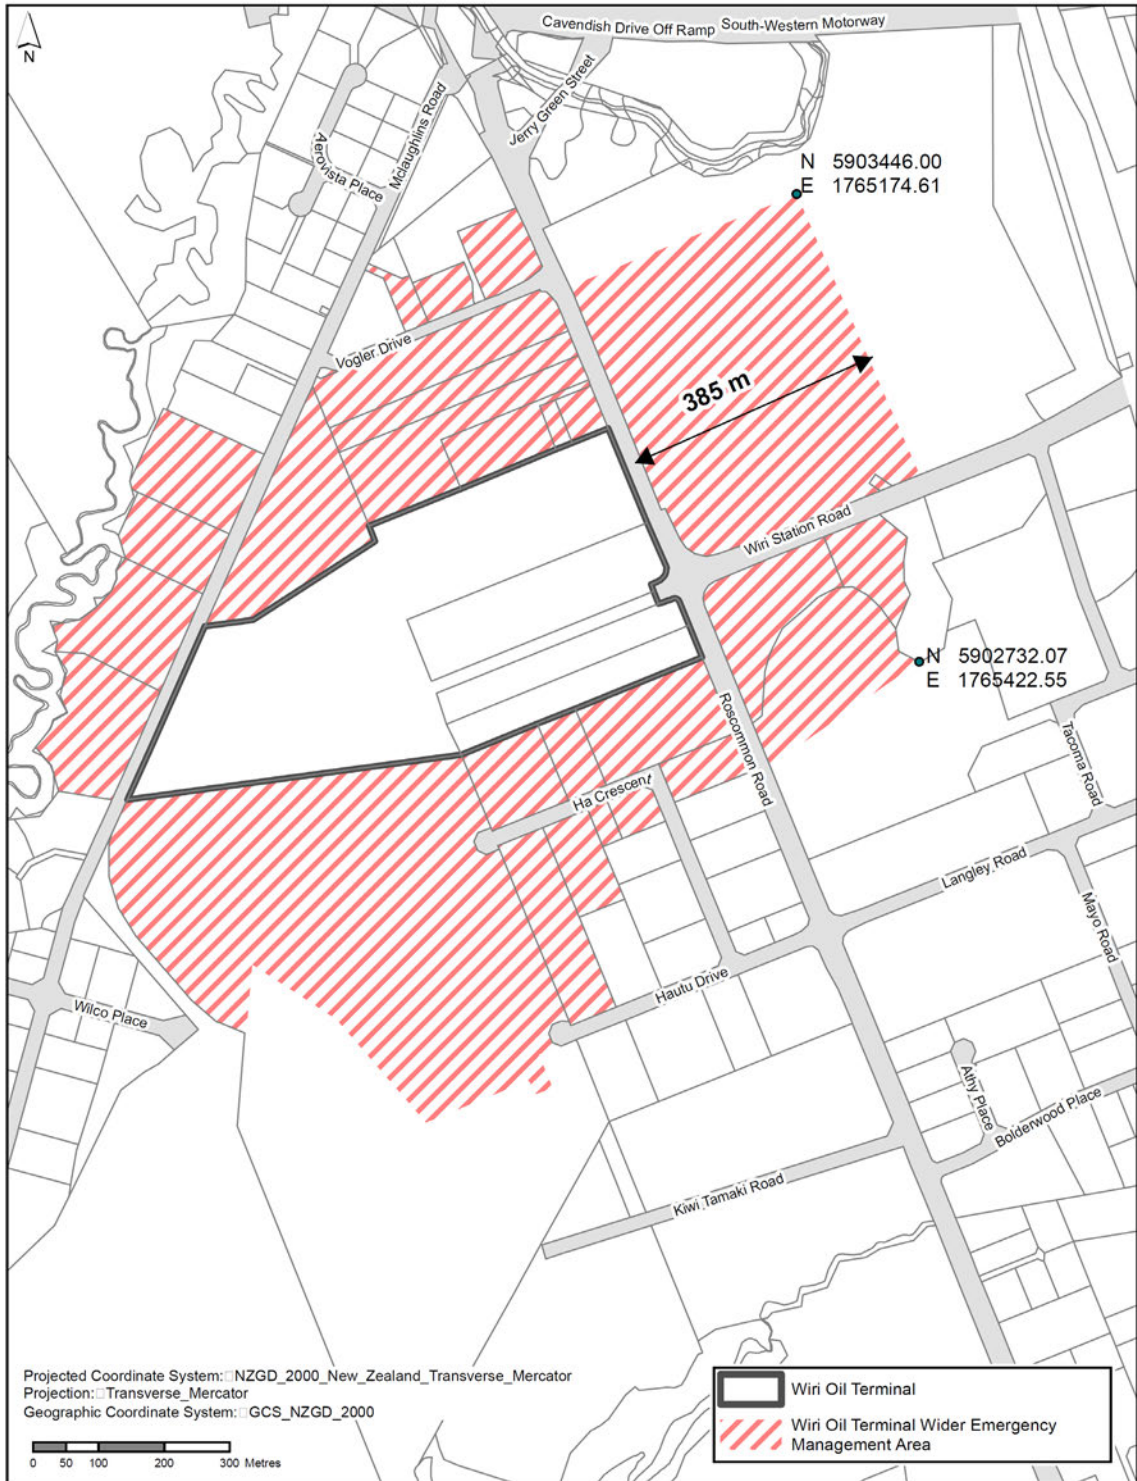 Cavendish Drive Off Ramp
South-Western Motorway
N
Jerry Green Street
Mclaughlins Road
Aerovista Place
N 5903446.00
E 1765174.61
Vogler Drive
385 m
Wiri Station Road
N 5902732.07
E 1765422.55
Roscommon Road
Tacoma Road
Ha Crescent
Langley Road
Mayo Road
Hautu Drive
Wilco Place
Athy Place
Bolderwood Place
Kiwi Tamaki Road
Projected Coordinate System: NZGD_2000_New_Zealand_Transverse_Mercator
Projection: Transverse_Mercator
Geographic Coordinate System: GCS_NZGD_2000
0 50 100 200 300 Metres
Wiri Oil Terminal
Wiri Oil Terminal Wider Emergency
Management Area